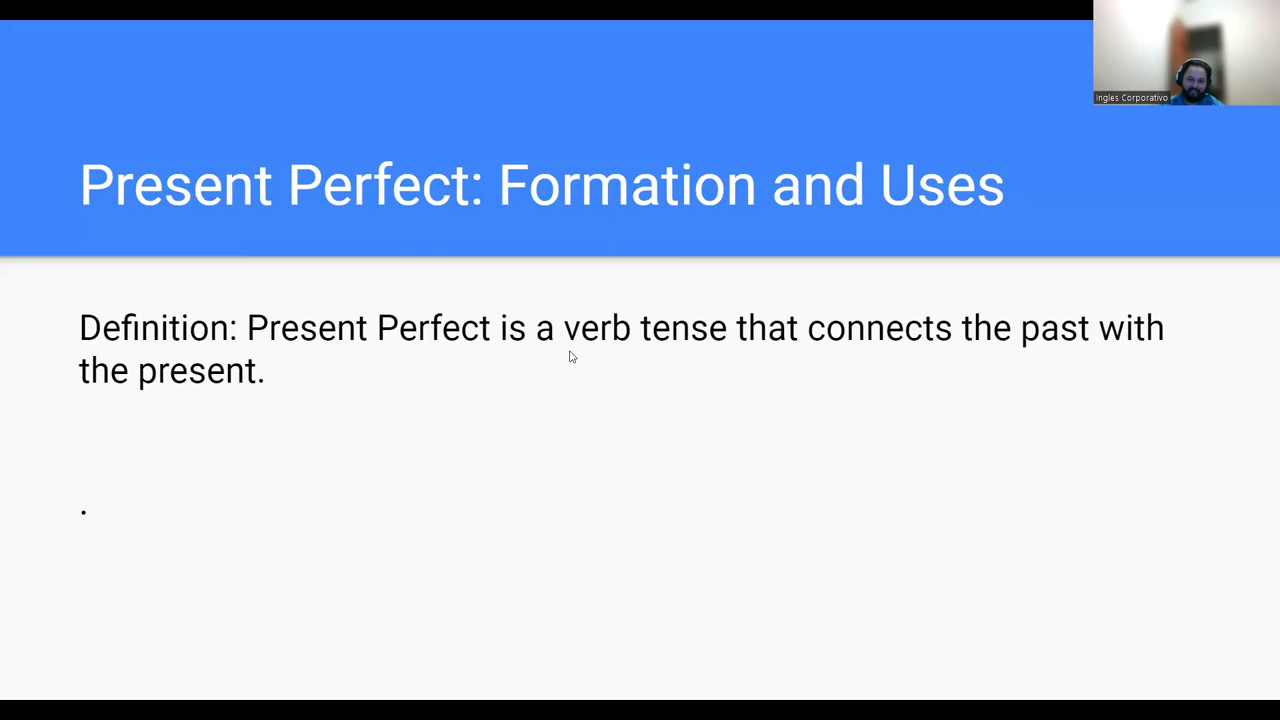 Ingles Corporativo
Present Perfect: Formation and Uses
Definition: Present Perfect is a verb tense that connects the past with
the present.
.